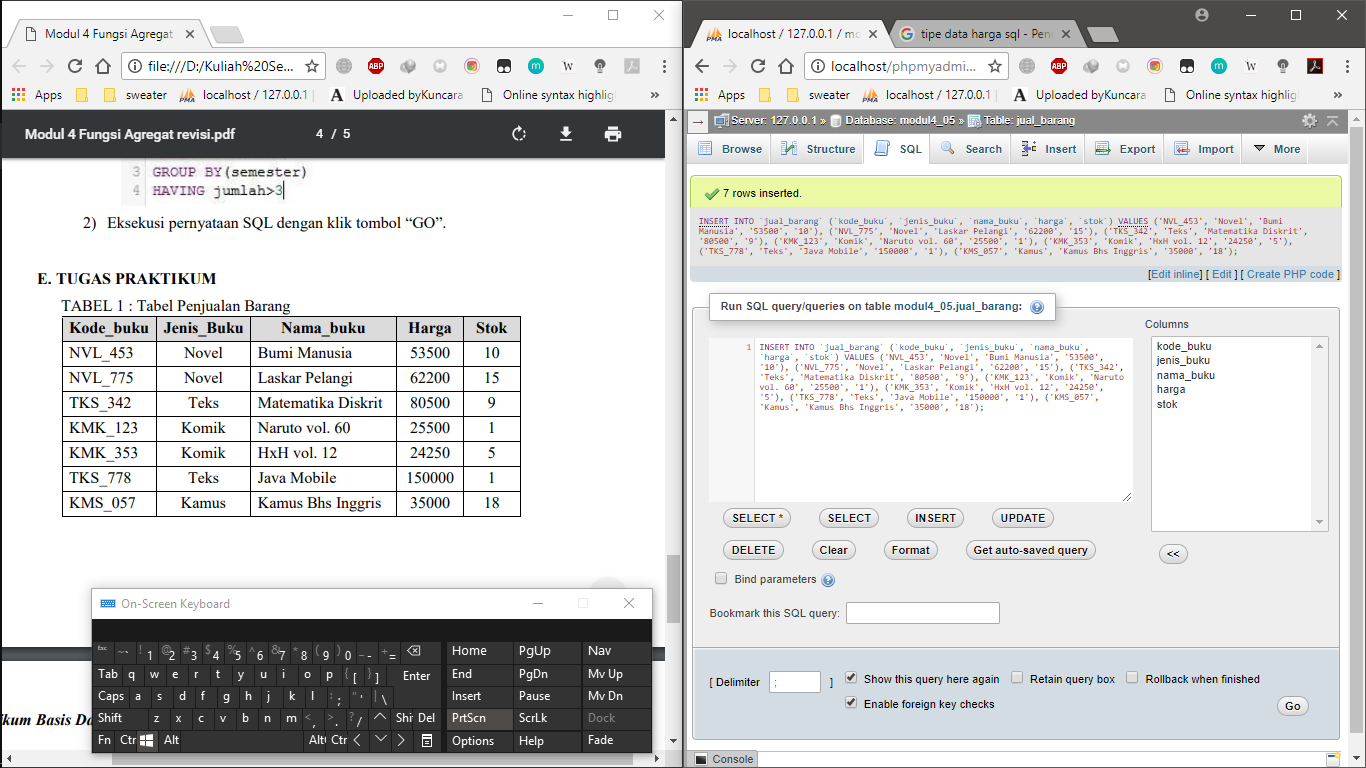 Modul 4 Fungsi Agregat
file:///D:/Kuliah%20Se...
Apps
sweater
localhost / 127.0.0.1
Uploaded byKuncara
Online syntax highlig
»
Modul 4 Fungsi Agregat revisi.pdf
4 / 5
3 GROUP BY(semester)
4 HAVING jumlah>3
2) Eksekusi pernyataan SQL dengan klik tombol “GO”.
E. TUGAS PRAKTIKUM
TABEL 1 : Tabel Penjualan Barang
Kode_buku Jenis_Buku Nama_buku Harga Stok
NVL_453 Novel Bumi Manusia 53500 10
NVL_775 Novel Laskar Pelangi 62200 15
TKS_342 Teks Matematika Diskrit 80500 9
KMK_123 Komik Naruto vol. 60 25500 1
KMK_353 Komik HxH vol. 12 24250 5
TKS_778 Teks Java Mobile 150000 1
KMS_057 Kamus Kamus Bhs Inggris 35000 18
kum Basis Da
On-Screen Keyboard
Esc ~` !1 @2 #3 $4 %5 ^6 &7 *8 (9 )0 _- += Home PgUp Nav
Tab q w e r t y u i o p {[ }] Enter End PgDn Mv Up
Caps a s d f g h j k l :; "' |\ Insert Pause Mv Dn
Shift z x c v b n m <, >. ?/ Shi Del PrtScn ScrLk Dock
Fn Ctr Alt Alt Ctr Options Help Fade
localhost / 127.0.0.1 / mo
tipe data harga sql - Pen
localhost/phpmyadmi...
Apps
sweater
localhost / 127.0.0.1
Uploaded byKuncara
Online syntax highlig
»
Server: 127.0.0.1 » Database: modul4_05 » Table: jual_barang
Browse Structure SQL Search Insert Export Import More
7 rows inserted.
INSERT INTO `jual_barang` (`kode_buku`, `jenis_buku`, `nama_buku`, `harga`, `stok`) VALUES ('NVL_453', 'Novel', 'Bumi
Manusia', '53500', '10'), ('NVL_775', 'Novel', 'Laskar Pelangi', '62200', '15'), ('TKS_342', 'Teks', 'Matematika Diskrit',
'80500', '9'), ('KMK_123', 'Komik', 'Naruto vol. 60', '25500', '1'), ('KMK_353', 'Komik', 'HxH vol. 12', '24250', '5'),
('TKS_778', 'Teks', 'Java Mobile', '150000', '1'), ('KMS_057', 'Kamus', 'Kamus Bhs Inggris', '35000', '18');
[Edit inline] [ Edit ] [ Create PHP code ]
Run SQL query/queries on table modul4_05.jual_barang:
1 INSERT INTO `jual_barang` (`kode_buku`, `jenis_buku`, `nama_buku`,
`harga`, `stok`) VALUES ('NVL_453', 'Novel', 'Bumi Manusia', '53500',
'10'), ('NVL_775', 'Novel', 'Laskar Pelangi', '62200', '15'), ('TKS_342',
'Teks', 'Matematika Diskrit', '80500', '9'), ('KMK_123', 'Komik', 'Naruto
vol. 60', '25500', '1'), ('KMK_353', 'Komik', 'HxH vol. 12', '24250',
'5'), ('TKS_778', 'Teks', 'Java Mobile', '150000', '1'), ('KMS_057',
'Kamus', 'Kamus Bhs Inggris', '35000', '18');
Columns
kode_buku
jenis_buku
nama_buku
harga
stok
SELECT * SELECT INSERT UPDATE
DELETE Clear Format Get auto-saved query
<<
Bind parameters
Bookmark this SQL query:
[ Delimiter ; ] Show this query here again Retain query box Rollback when finished
Enable foreign key checks
Go
Console